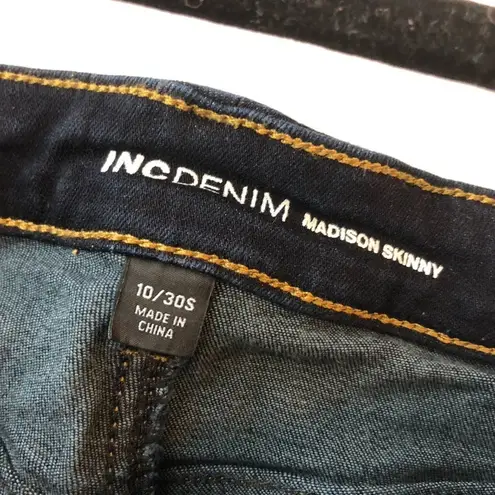 INCDENIM MADISON SKINNY
10/30S
MADE IN
CHINA